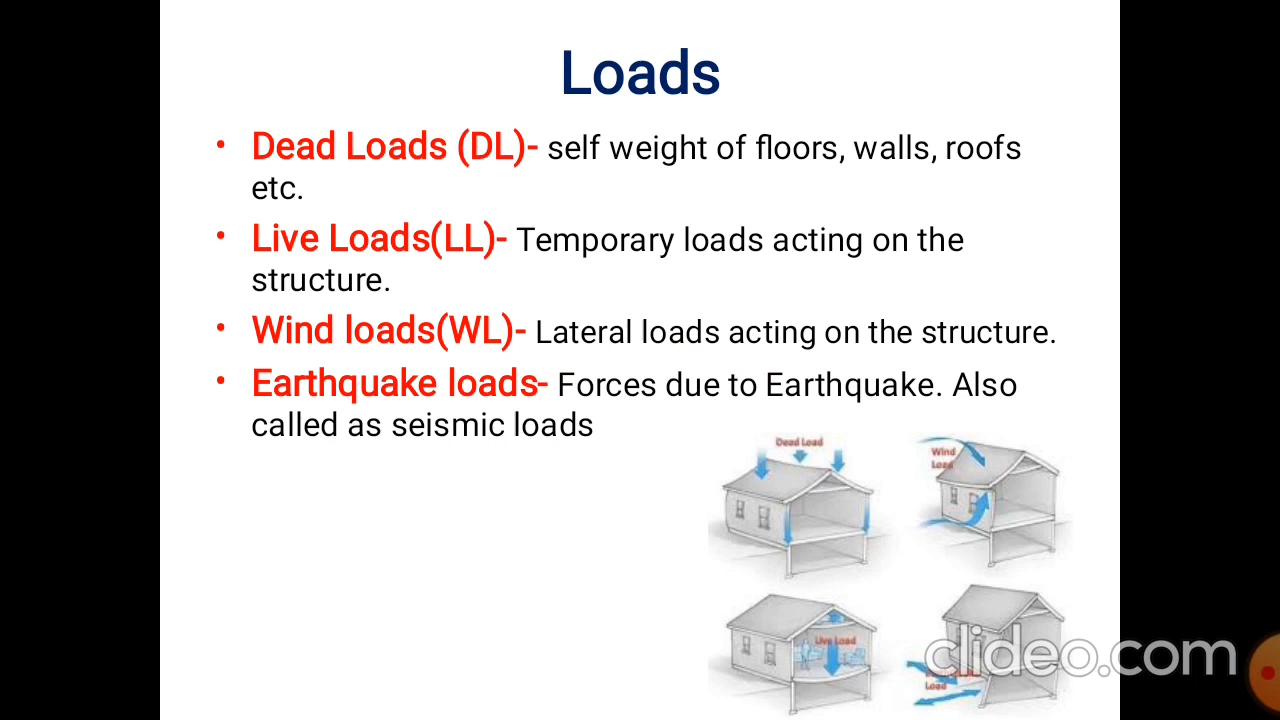 Loads
• Dead Loads (DL)- self weight of floors, walls, roofs
etc.
• Live Loads(LL)- Temporary loads acting on the
structure.
• Wind loads(WL)- Lateral loads acting on the structure.
• Earthquake loads- Forces due to Earthquake. Also
called as seismic loads
Dead Load
Wind
Load
Live Load
Load
clideo.com